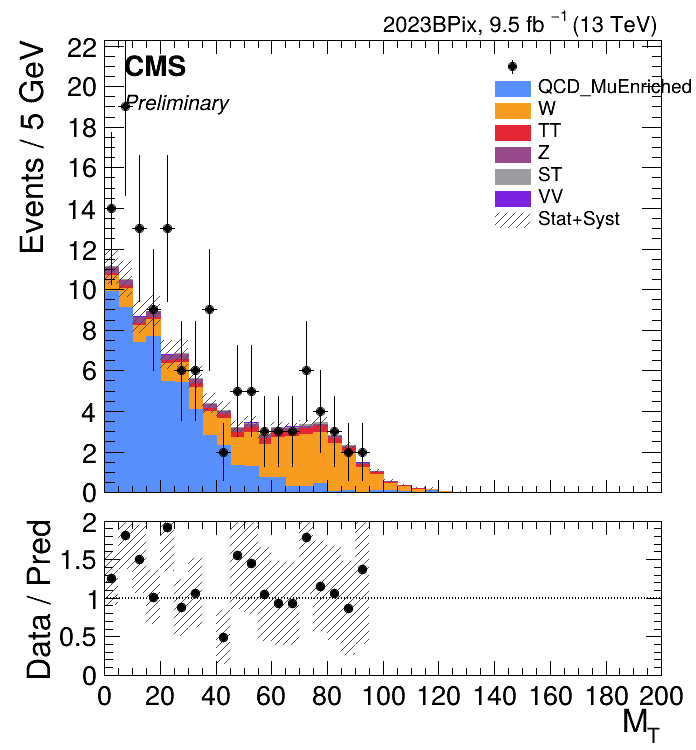 2023BPix, 9.5 fb⁻¹ (13 TeV)
Events / 5 GeV
22
20
18
16
14
12
10
8
6
4
2
0
CMS
Preliminary
QCD_MuEnriched
W
TT
Z
ST
VV
Stat+Syst
Data / Pred
2
1.5
1
0.5
0
0 20 40 60 80 100 120 140 160 180 200
M_T